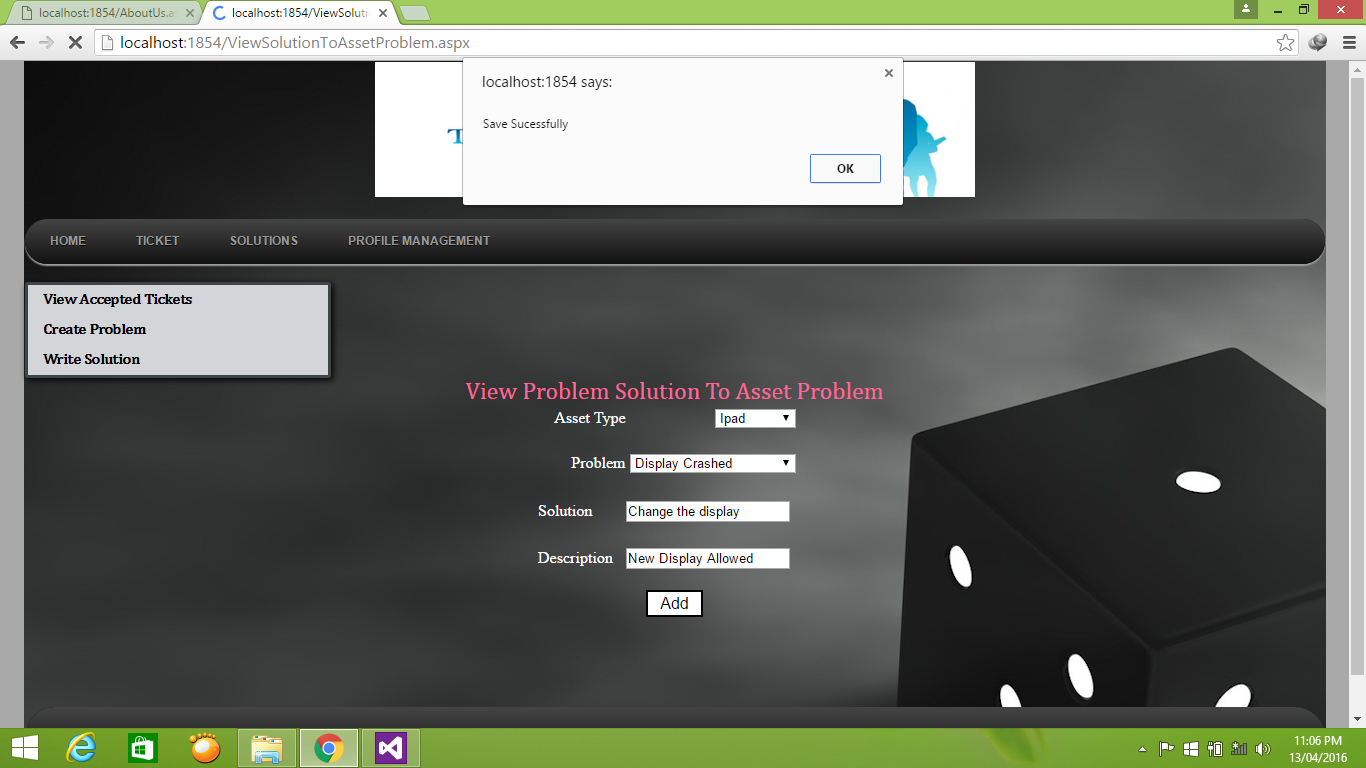 localhost:1854/AboutUs.a
localhost:1854/ViewSoluti
localhost:1854/ViewSolutionToAssetProblem.aspx
localhost:1854 says:
Save Sucessfully
OK
T
HOME TICKET SOLUTIONS PROFILE MANAGEMENT
View Accepted Tickets
Create Problem
Write Solution
View Problem Solution To Asset Problem
Asset Type Ipad
Problem Display Crashed
Solution Change the display
Description New Display Allowed
Add
11:06 PM
13/04/2016